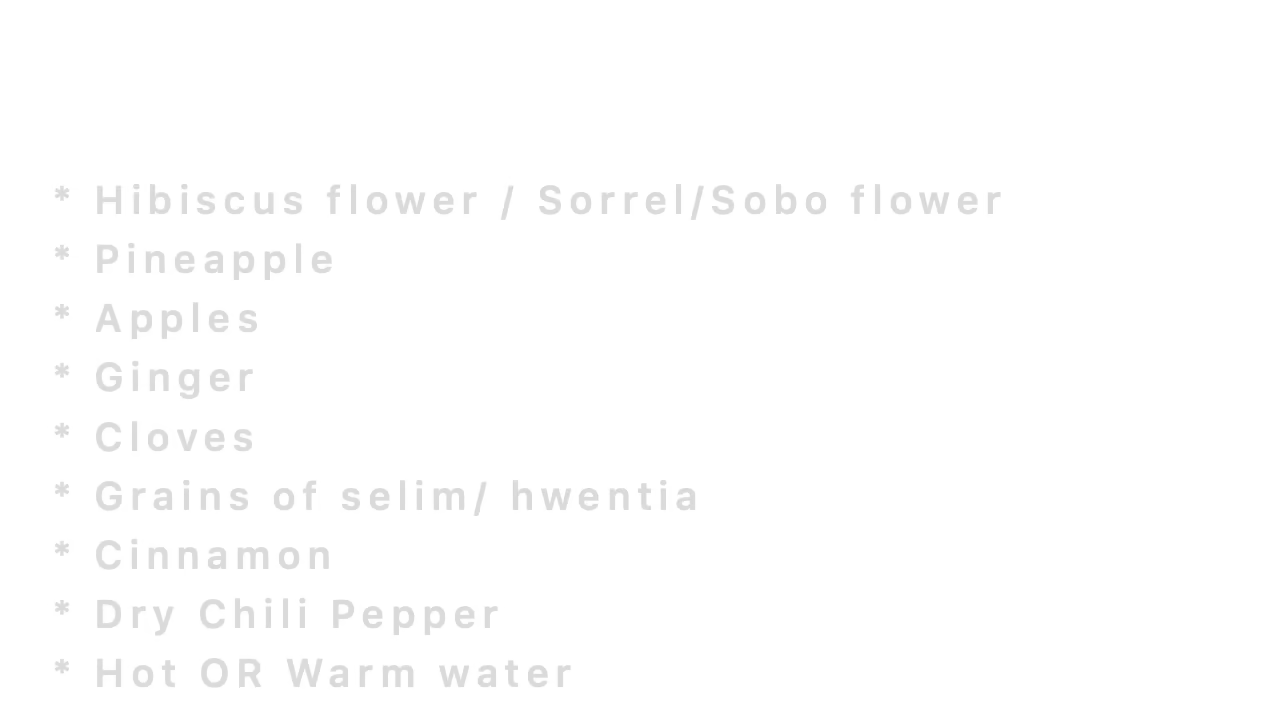 * Hibiscus flower / Sorrel/Sobo flower
* Pineapple
* Apples
* Ginger
* Cloves
* Grains of selim/ hwentia
* Cinnamon
* Dry Chili Pepper
* Hot OR Warm water